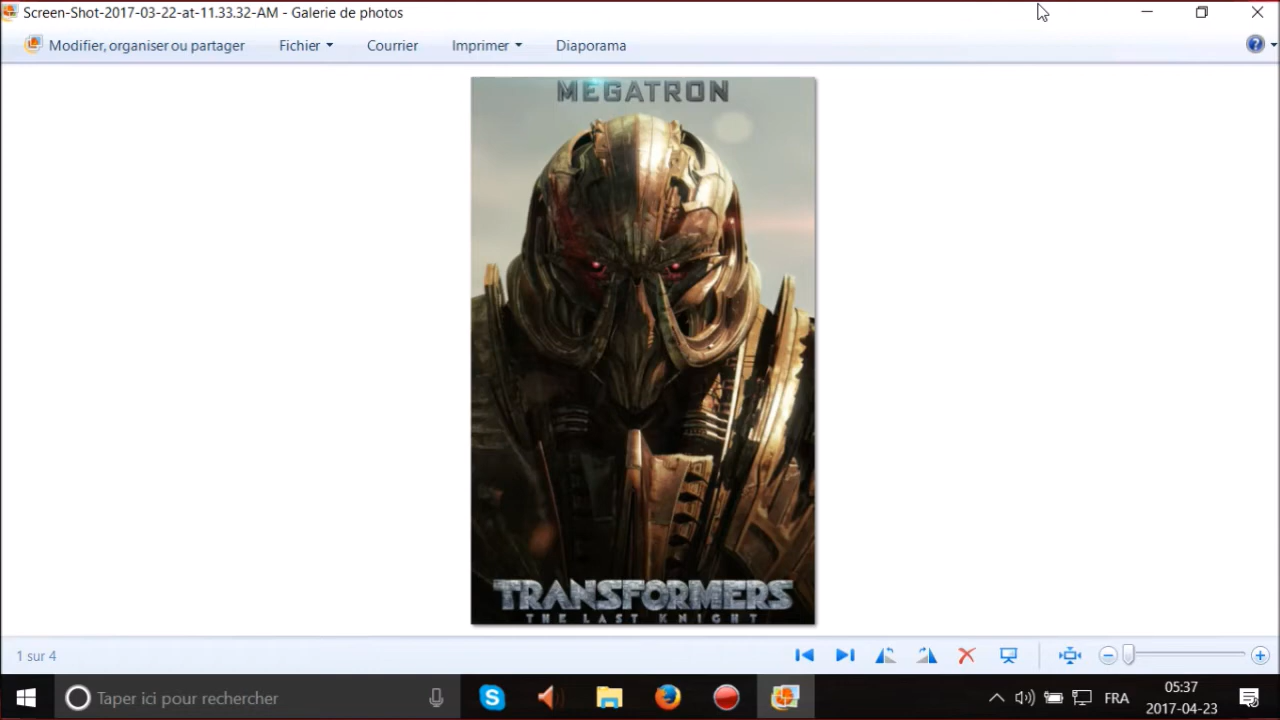 Screen-Shot-2017-03-22-at-11.33.32-AM - Galerie de photos
Modifier, organiser ou partager Fichier Courrier Imprimer Diaporama
MEGATRON
TRANSFORMERS
THE LAST KNIGHT
1 sur 4
Taper ici pour rechercher
FRA
05:37
2017-04-23